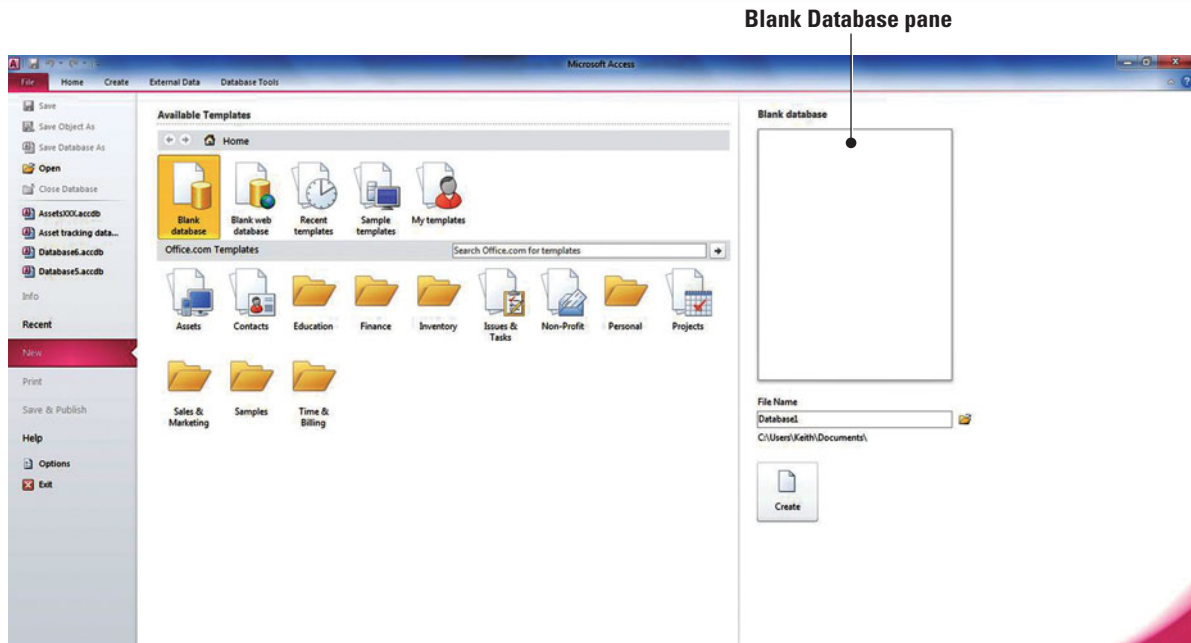 Blank Database pane
Microsoft Access
File Home Create External Data Database Tools
Save
Save Object As
Save Database As
Open
Close Database
AssetsXXX.accdb
Asset tracking data...
Database6.accdb
Database5.accdb
Info
Recent
New
Print
Save & Publish
Help
Options
Exit
Available Templates
Home
Blank database
Blank web database
Recent templates
Sample templates
My templates
Office.com Templates
Search Office.com for templates
Assets
Contacts
Education
Finance
Inventory
Issues & Tasks
Non-Profit
Personal
Projects
Sales & Marketing
Samples
Time & Billing
Blank database
File Name
Database1
C:\Users\Keith\Documents\
Create